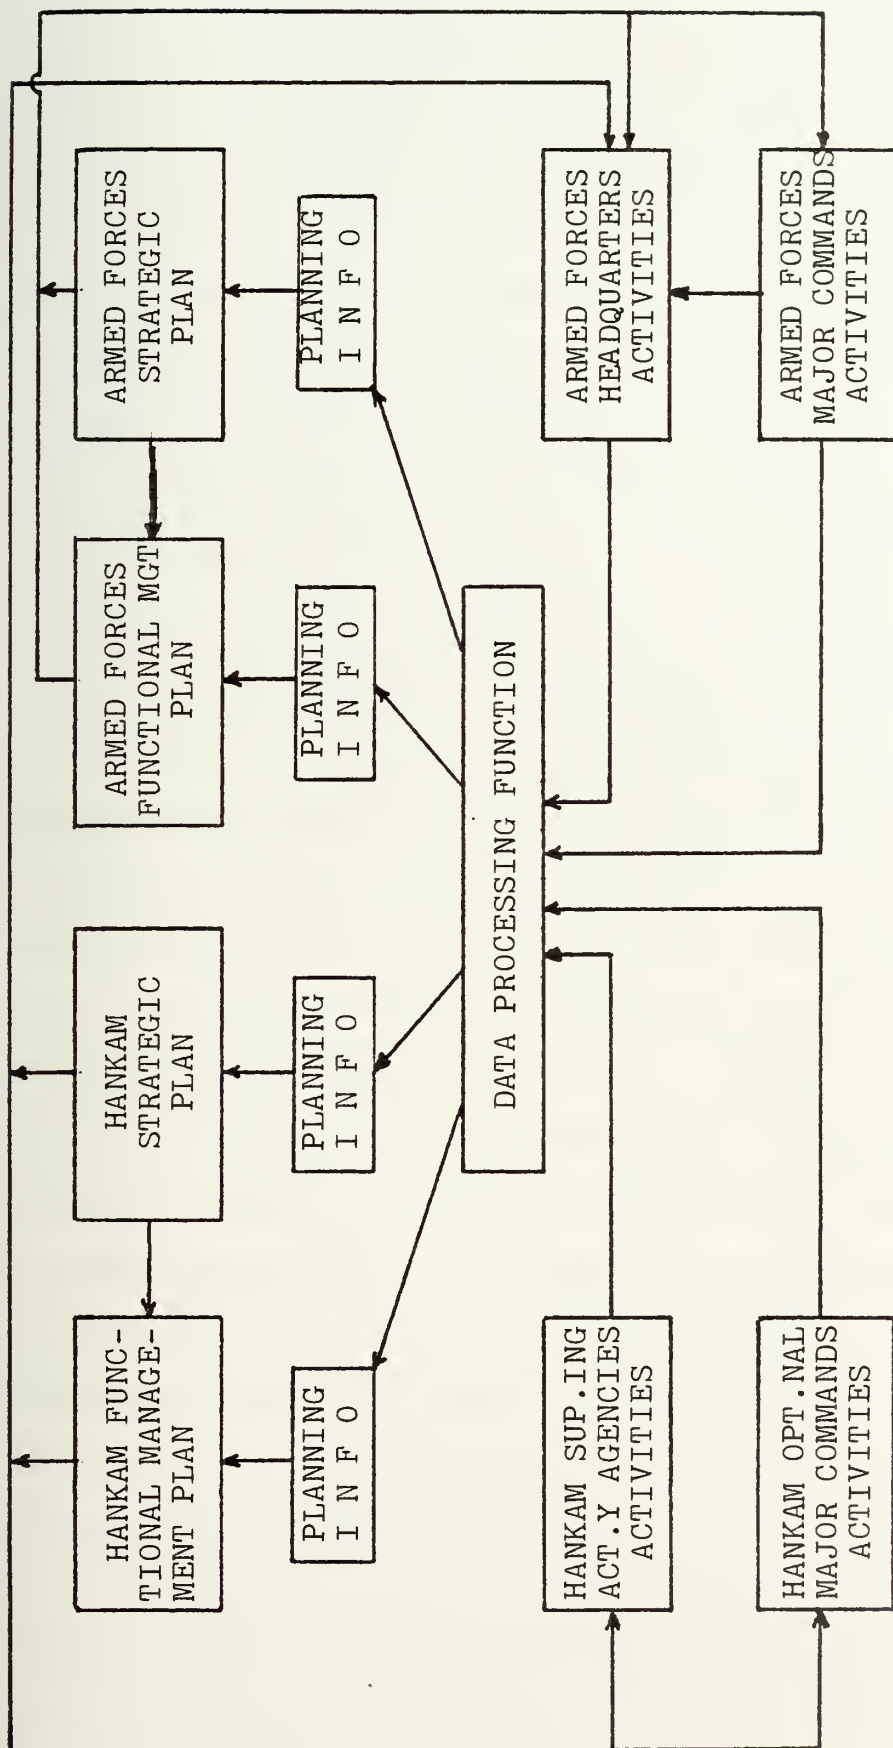 HANKAM FUNC-
TIONAL MANAGE-
MENT PLAN
HANKAM
STRATEGIC
PLAN
ARMED FORCES
FUNCTIONAL MGT
PLAN
ARMED FORCES
STRATEGIC
PLAN
PLANNING
I N F O
PLANNING
I N F O
PLANNING
I N F O
PLANNING
I N F O
DATA PROCESSING FUNCTION
HANKAM SUP.ING
ACT.Y AGENCIES
ACTIVITIES
ARMED FORCES
HEADQUARTERS
ACTIVITIES
HANKAM OPT.NAL
MAJOR COMMANDS
ACTIVITIES
ARMED FORCES
MAJOR COMMANDS
ACTIVITIES